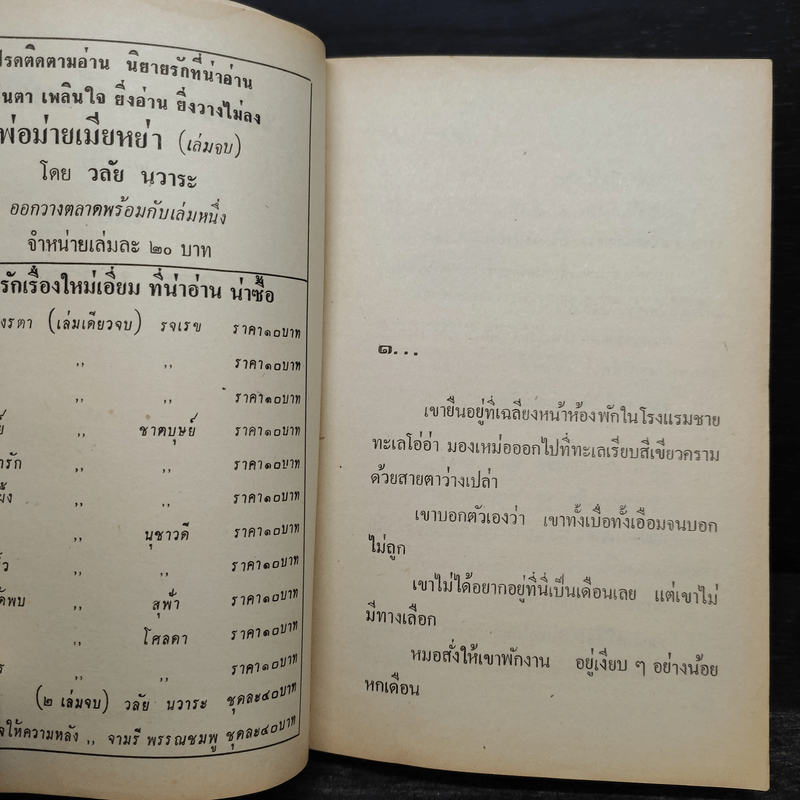 รดติดตามอ่าน นิยายรักที่น่าอ่าน
นตา เพลินใจ ยิ่งอ่าน ยิ่งวางไม่ลง
พ่อม่ายเมียหย่า (เล่มจบ)
โดย วลัย นวาระ
ออกวางตลาดพร้อมกับเล่มหนึ่ง
จำหน่ายเล่มละ ๒๐ บาท
รักเรื่องใหม่เอี่ยม ที่น่าอ่าน น่าซื้อ
งรตา (เล่มเดียวจบ) รจเรข ราคา๑๐บาท
,, ,, ราคา๑๐บาท
,, ,, ราคา๑๐บาท
ย์ ,, ชาตบุษย์ ราคา๑๐บาท
ารัก ,, ,, ราคา๑๐บาท
,, ,, ราคา๑๐บาท
,, นุชาวดี ราคา๑๐บาท
ว ,, ,, ราคา๑๐บาท
ด้พบ ,, สุพ๎า ราคา๑๐บาท
,, โศลดา ราคา๑๐บาท
ร ,, ,, ราคา๑๐บาท
(๒ เล่มจบ) วลัย นวาระ ชุดละ๔๐บาท
จให้ความหลัง ,, จามรี พรรณชมพู ชุดละ๔๐บาท
๑...
เขายืนอยู่ที่เฉลียงหน้าห้องพักในโรงแรมชาย
ทะเลโอ่อ่า มองเหม่อออกไปที่ทะเลเรียบสีเขียวคราม
ด้วยสายตาว่างเปล่า
เขาบอกตัวเองว่า เขาทั้งเบื่อทั้งเอือมจนบอก
ไม่ถูก
เขาไม่ได้อยากอยู่ที่นี่เป็นเดือนเลย แต่เขาไม่
มีทางเลือก
หมอสั่งให้เขาพักงาน อยู่เงียบ ๆ อย่างน้อย
หกเดือน